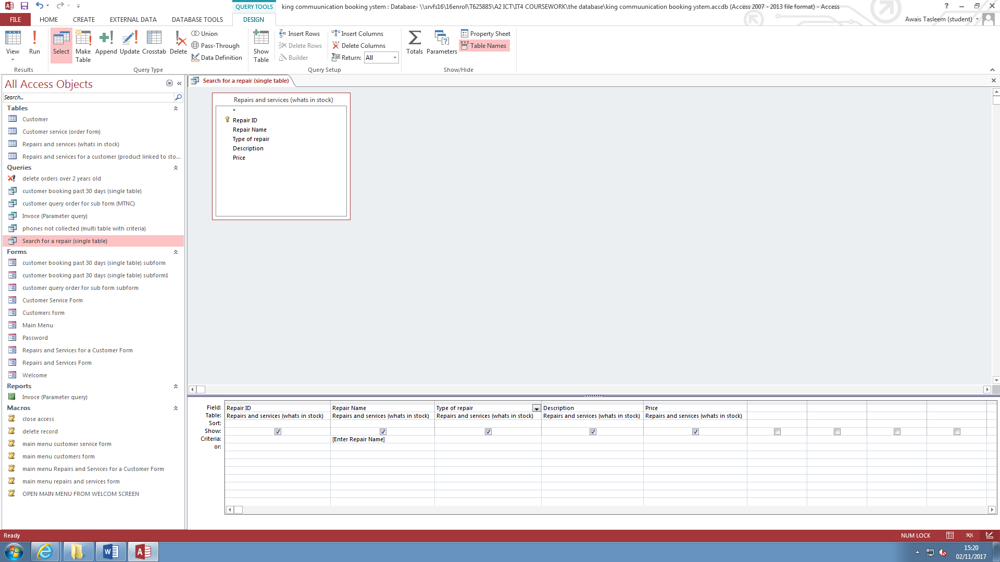 QUERY TOOLS
king commuunication booking ystem : Database- \\srvfs16\16enrol\T625885\A2 ICT\IT4 COURSEWORK\the database\king commuunication booking ystem.accdb (Access 2007 - 2013 file format) - Access
FILE HOME CREATE EXTERNAL DATA DATABASE TOOLS DESIGN
Awais Tasleem (student)
View
Run
Select
Make Table
Append
Update
Crosstab
Delete
Union
Pass-Through
Data Definition
Show Table
Insert Rows
Delete Rows
Builder
Insert Columns
Delete Columns
Return: All
Totals
Parameters
Property Sheet
Table Names
Results
Query Type
Query Setup
Show/Hide
All Access Objects
Search...
Tables
Customer
Customer service (order form)
Repairs and services (whats in stock)
Repairs and services for a customer (product linked to sto...
Queries
delete orders over 2 years old
customer booking past 30 days (single table)
customer query order for sub form (MTNC)
Invoce (Parameter query)
phones not collected (multi table with criteria)
Search for a repair (single table)
Forms
customer booking past 30 days (single table) subform
customer booking past 30 days (single table) subform1
customer query order for sub form subform
Customer Service Form
Customers form
Main Menu
Password
Repairs and Services for a Customer Form
Repairs and Services Form
Welcome
Reports
Invoce (Parameter query)
Macros
close access
delete record
main menu customer service form
main menu customers form
main menu Repairs and Services for a Customer Form
main menu repairs and services form
OPEN MAIN MENU FROM WELCOM SCREEN
Search for a repair (single table)
Repairs and services (whats in stock)
*
Repair ID
Repair Name
Type of repair
Description
Price
Field: Repair ID Repair Name Type of repair Description Price
Table: Repairs and services (whats in stock) Repairs and services (whats in stock) Repairs and services (whats in stock) Repairs and services (whats in stock) Repairs and services (whats in stock)
Sort:
Show:
Criteria: [Enter Repair Name]
or:
Ready
NUM LOCK
SQL
15:20
02/11/2017